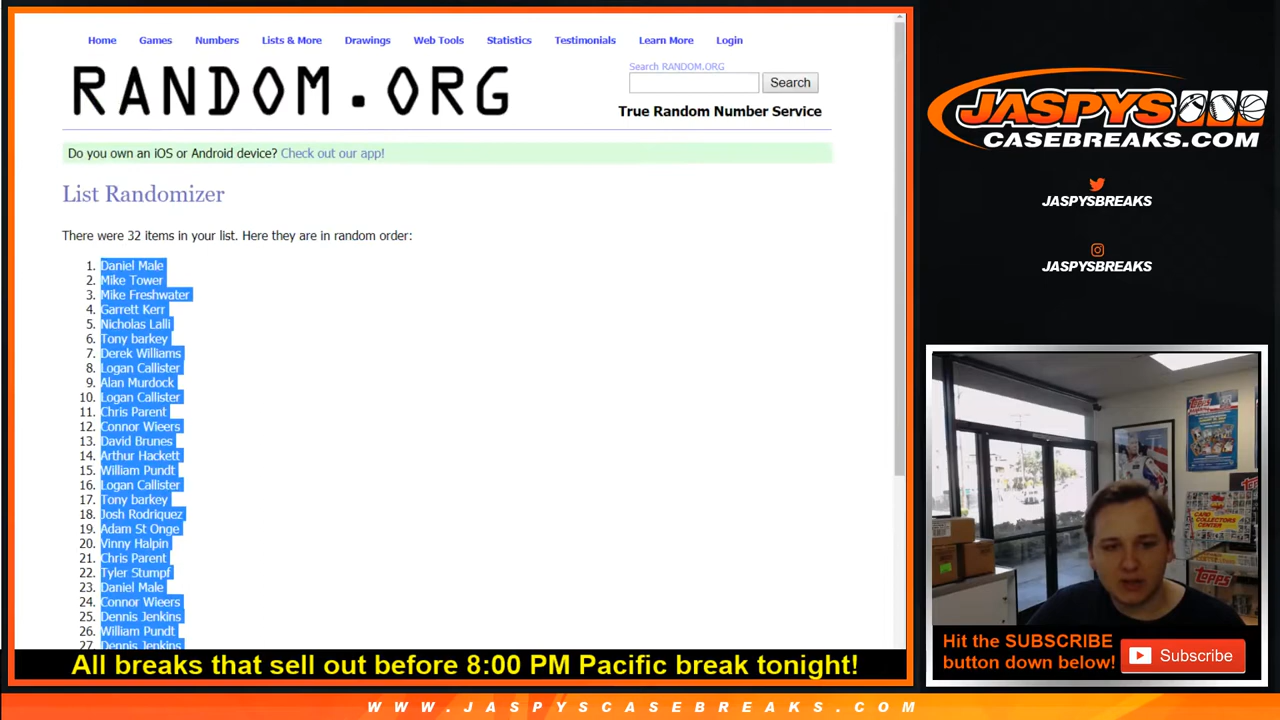 Home Games Numbers Lists & More Drawings Web Tools Statistics Testimonials Learn More Login
RANDOM.ORG
Search RANDOM.ORG
Search
True Random Number Service
Do you own an iOS or Android device? Check out our app!
List Randomizer
There were 32 items in your list. Here they are in random order:
1. Daniel Male
2. Mike Tower
3. Mike Freshwater
4. Garrett Kerr
5. Nicholas Lalli
6. Tony barkey
7. Derek Williams
8. Logan Callister
9. Alan Murdock
10. Logan Callister
11. Chris Parent
12. Connor Wieers
13. David Brunes
14. Arthur Hackett
15. William Pundt
16. Logan Callister
17. Tony barkey
18. Josh Rodriquez
19. Adam St Onge
20. Vinny Halpin
21. Chris Parent
22. Tyler Stumpf
23. Daniel Male
24. Connor Wieers
25. Dennis Jenkins
26. William Pundt
27. Dennis Jenkins
JASPYS
CASEBREAKS.COM
JASPYSBREAKS
JASPYSBREAKS
TOPPS
CARD
COLLECTORS
CENTER
TOPPS
Hit the SUBSCRIBE
button down below!
Subscribe
All breaks that sell out before 8:00 PM Pacific break tonight!
WWW.JASPYSCASEBREAKS.COM